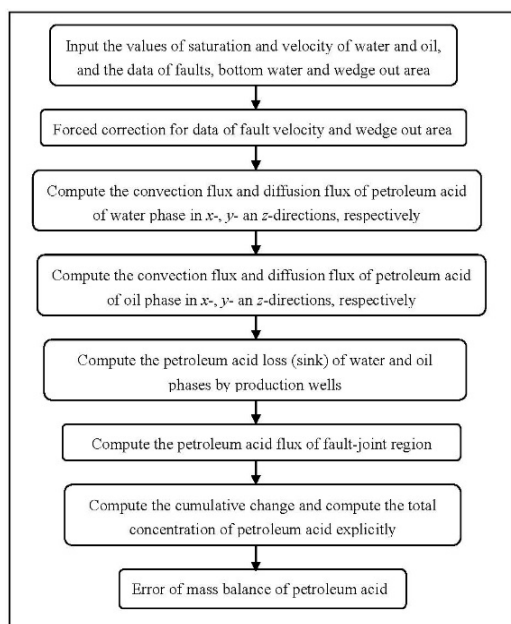 Input the values of saturation and velocity of water and oil,
and the data of faults, bottom water and wedge out area
Forced correction for data of fault velocity and wedge out area
Compute the convection flux and diffusion flux of petroleum acid
of water phase in x-, y- an z-directions, respectively
Compute the convection flux and diffusion flux of petroleum acid
of oil phase in x-, y- an z-directions, respectively
Compute the petroleum acid loss (sink) of water and oil
phases by production wells
Compute the petroleum acid flux of fault-joint region
Compute the cumulative change and compute the total
concentration of petroleum acid explicitly
Error of mass balance of petroleum acid